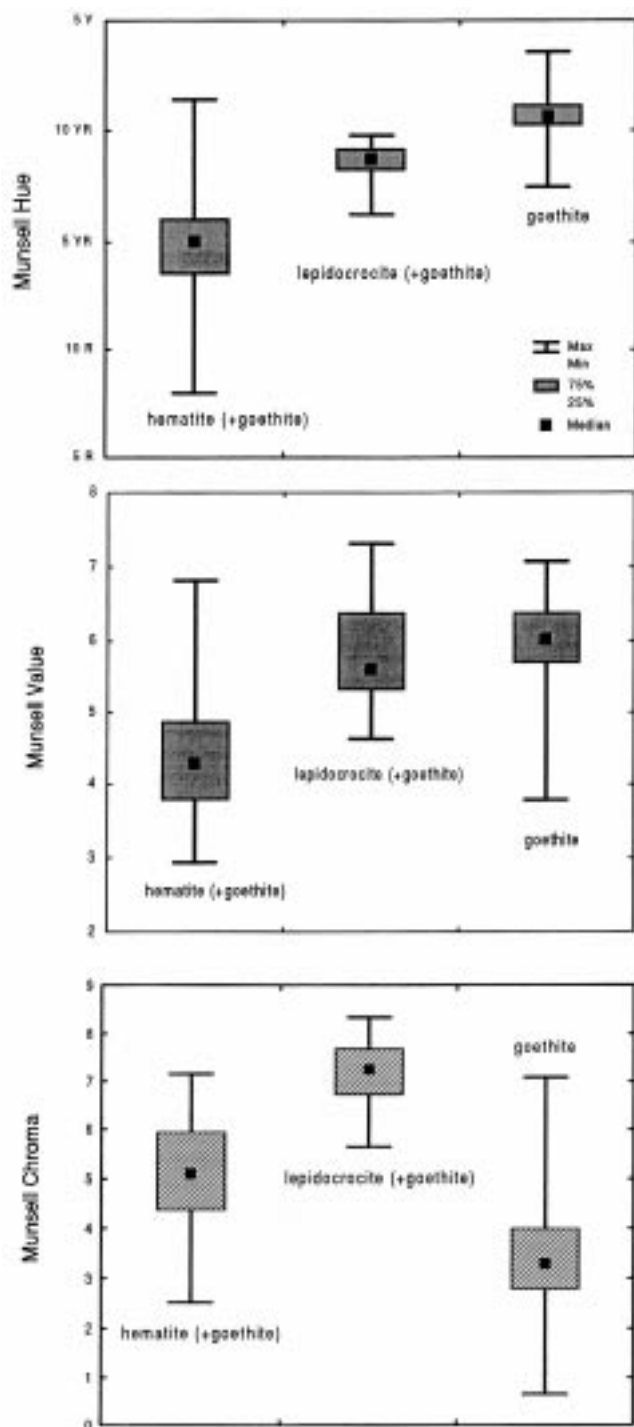 5 Y
10 YR
5 YR
10 R
5 R
Munsell Hue
hematite (+goethite)
lepidocrocite (+goethite)
goethite
Max
Min
75%
25%
Median
8
7
6
5
4
3
2
Munsell Value
hematite (+goethite)
lepidocrocite (+goethite)
goethite
9
8
7
6
5
4
3
2
1
0
Munsell Chroma
hematite (+goethite)
lepidocrocite (+goethite)
goethite